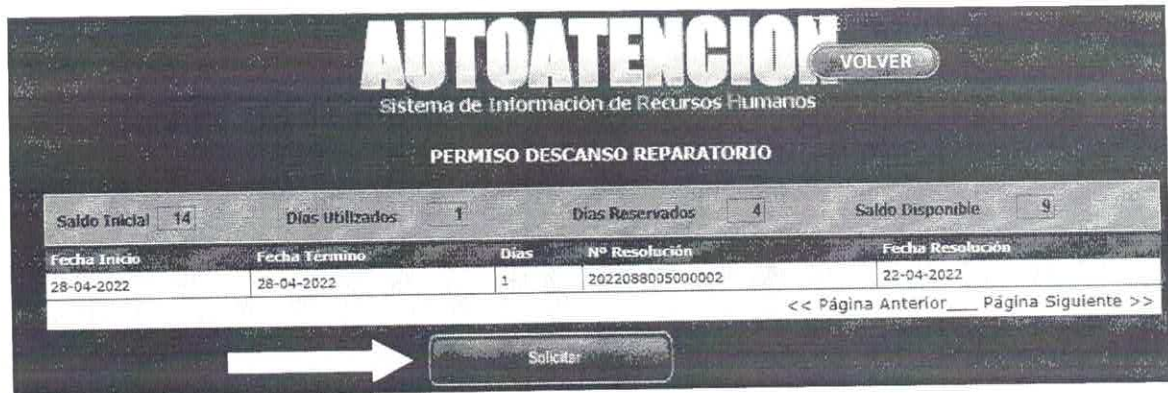 AUTOATENCION
VOLVER
Sistema de Información de Recursos Humanos
PERMISO DESCANSO REPARATORIO
Saldo Inicial 14 Días Utilizados 1 Días Reservados 4 Saldo Disponible 9
Fecha Inicio Fecha Término Días Nº Resolución Fecha Resolución
28-04-2022 28-04-2022 1 2022088005000002 22-04-2022
<< Página Anterior___ Página Siguiente >>
Solicitar